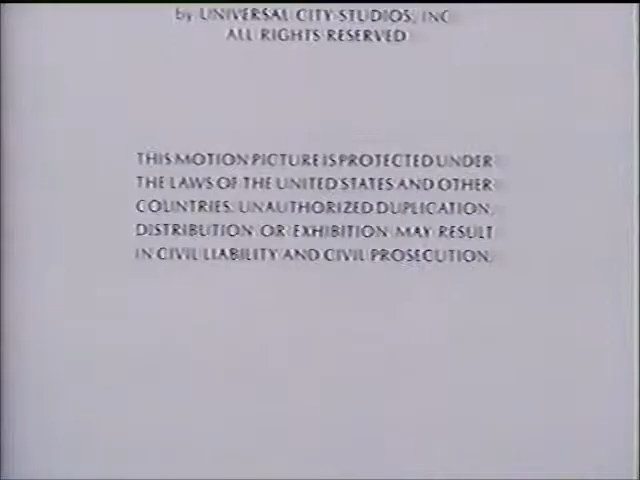 by UNIVERSAL CITY STUDIOS, INC.
ALL RIGHTS RESERVED
THIS MOTION PICTURE IS PROTECTED UNDER
THE LAWS OF THE UNITED STATES AND OTHER
COUNTRIES. UNAUTHORIZED DUPLICATION,
DISTRIBUTION OR EXHIBITION MAY RESULT
IN CIVIL LIABILITY AND CIVIL PROSECUTION.